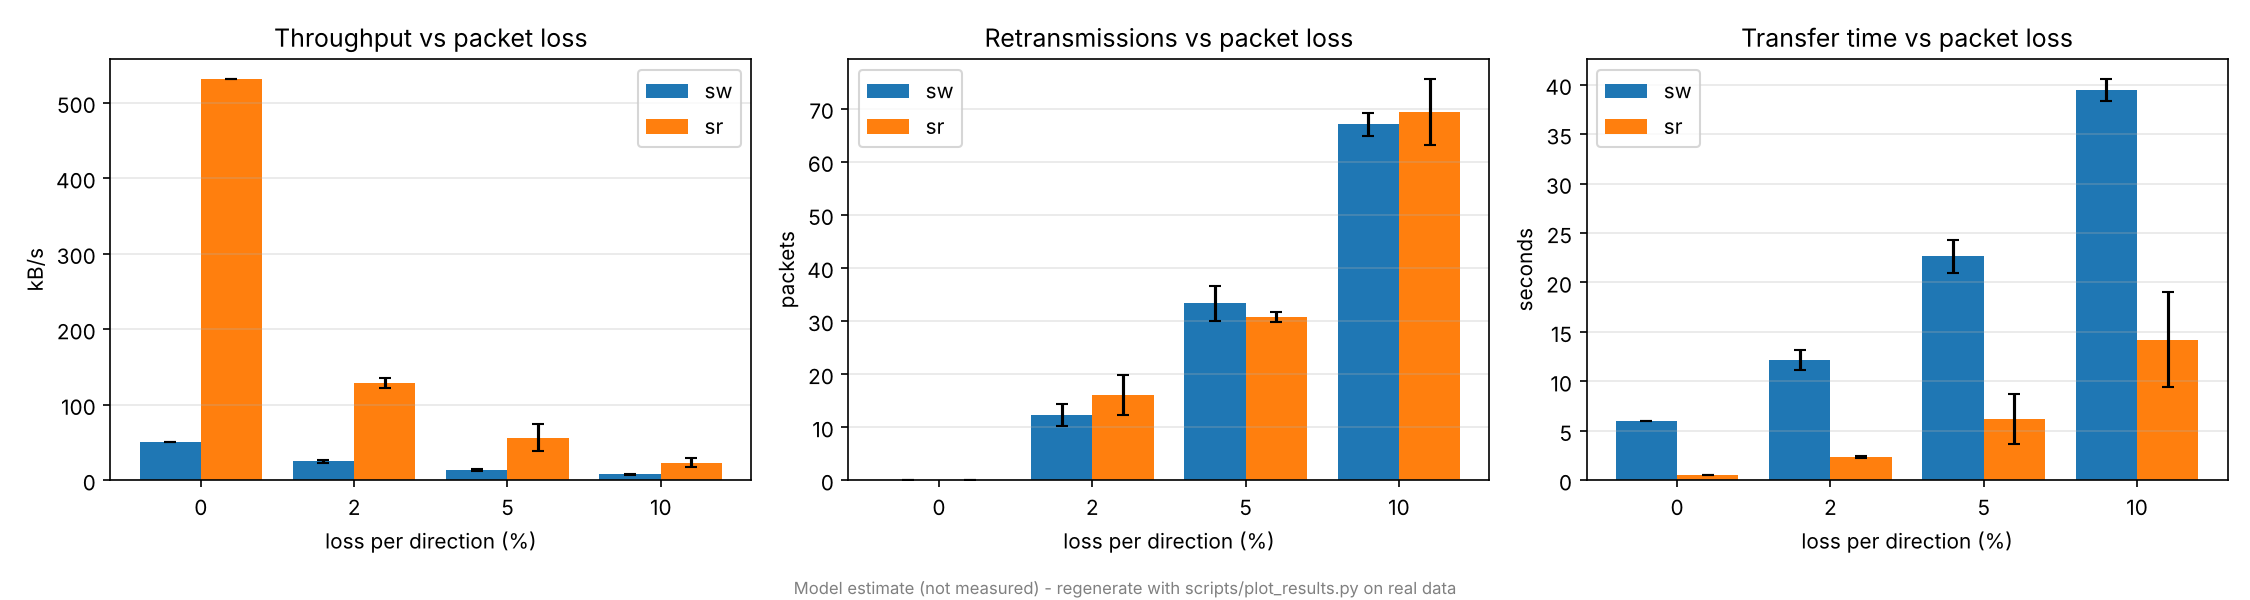 Throughput vs packet loss
kB/s
500
400
300
200
100
0
sw
sr
0 2 5 10
loss per direction (%)
Retransmissions vs packet loss
packets
70
60
50
40
30
20
10
0
sw
sr
0 2 5 10
loss per direction (%)
Transfer time vs packet loss
seconds
40
35
30
25
20
15
10
5
0
sw
sr
0 2 5 10
loss per direction (%)
Model estimate (not measured) - regenerate with scripts/plot_results.py on real data